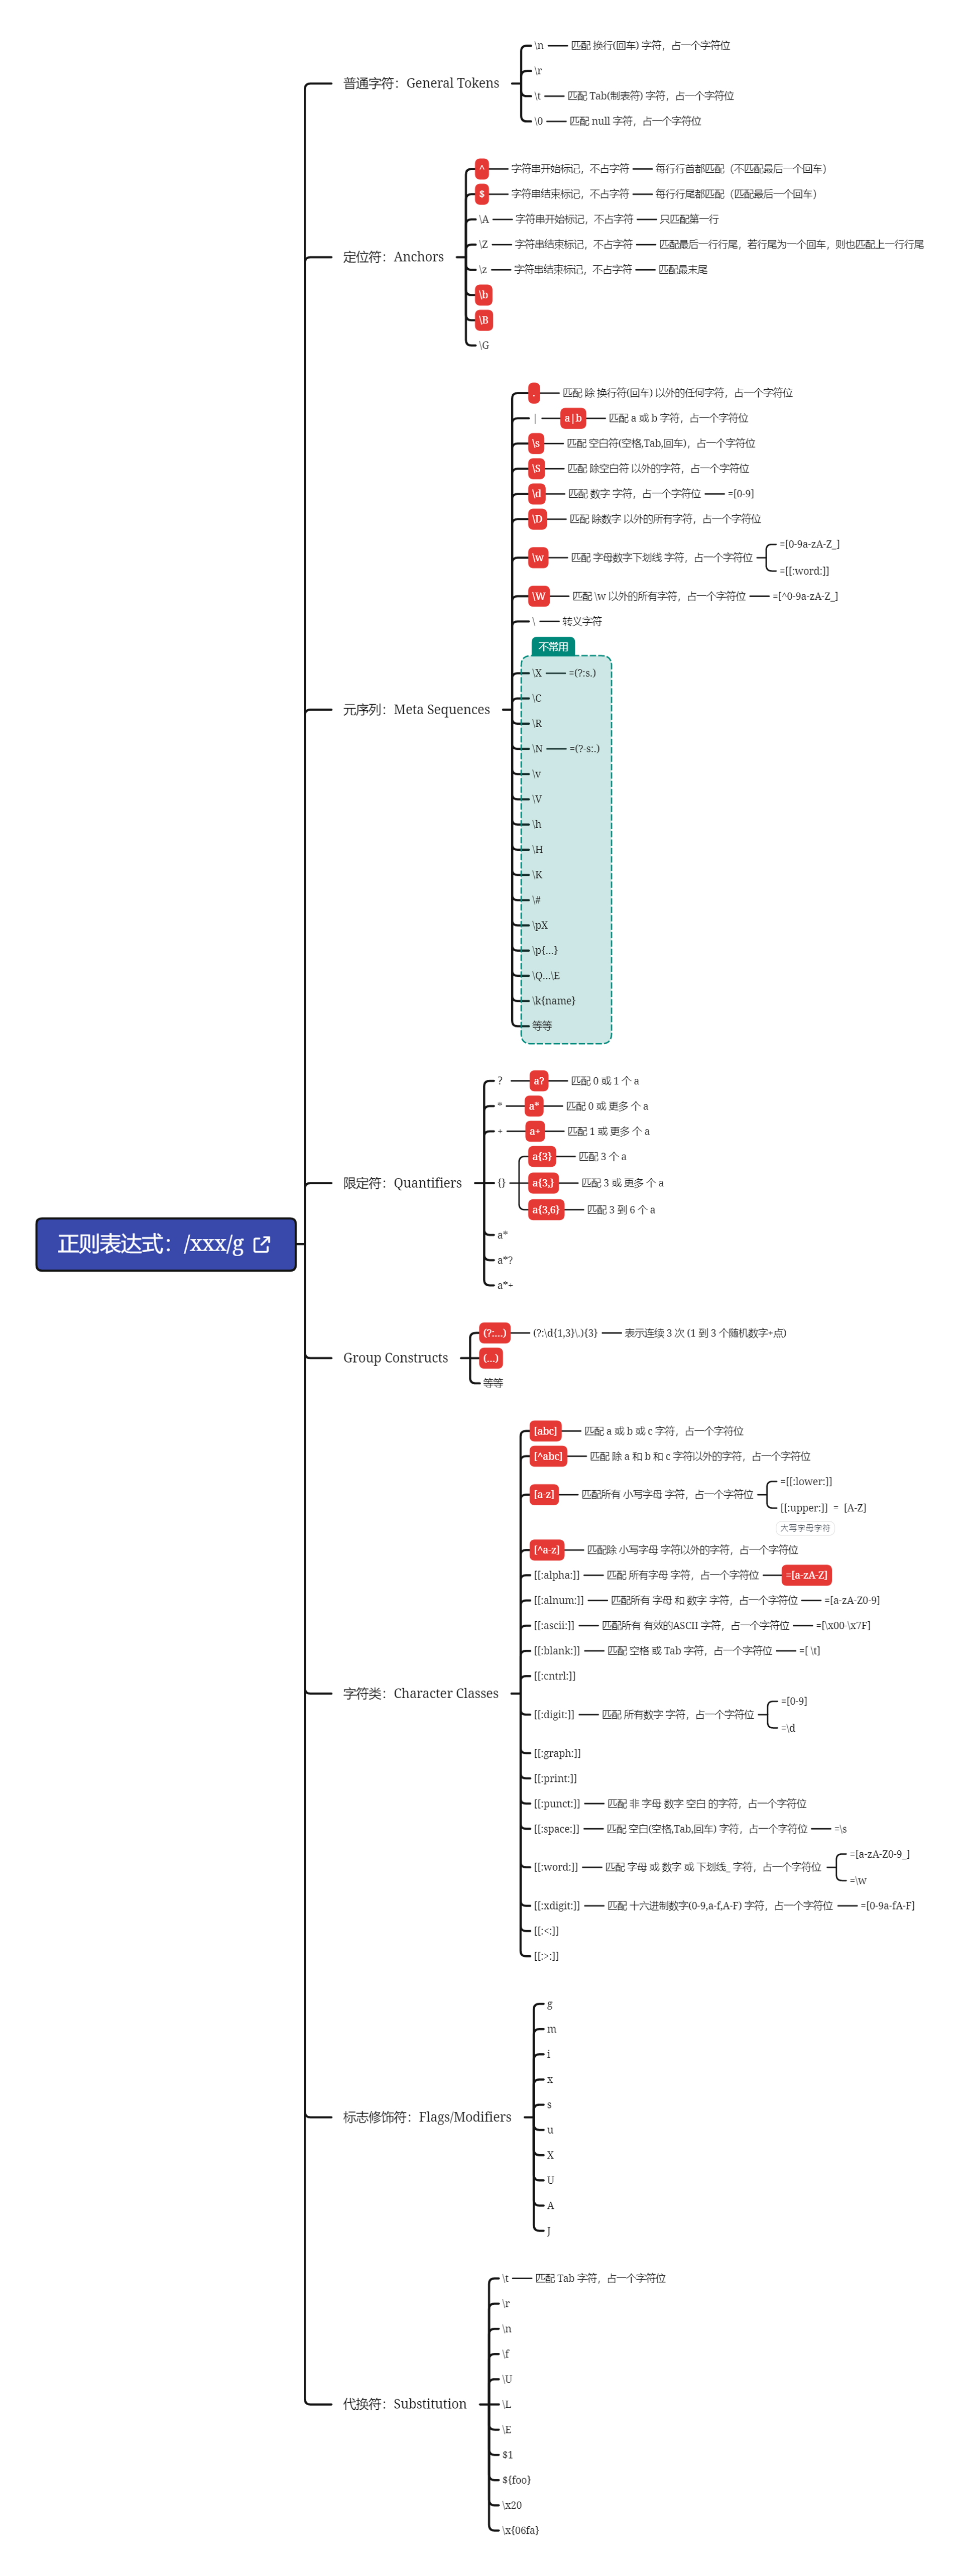 正则表达式：/xxx/g
普通字符：General Tokens
\n 匹配 换行(回车) 字符，占一个字符位
\r
\t 匹配 Tab(制表符) 字符，占一个字符位
\0 匹配 null 字符，占一个字符位
定位符：Anchors
^ 字符串开始标记，不占字符 每行行首都匹配（不匹配最后一个回车）
$ 字符串结束标记，不占字符 每行行尾都匹配（匹配最后一个回车）
\A 字符串开始标记，不占字符 只匹配第一行
\Z 字符串结束标记，不占字符 匹配最后一行行尾，若行尾为一个回车，则也匹配上一行行尾
\z 字符串结束标记，不占字符 匹配最末尾
\b
\B
\G
元序列：Meta Sequences
. 匹配 除 换行符(回车) 以外的任何字符，占一个字符位
| a|b 匹配 a 或 b 字符，占一个字符位
\s 匹配 空白符(空格,Tab,回车)，占一个字符位
\S 匹配 除空白符 以外的字符，占一个字符位
\d 匹配 数字 字符，占一个字符位 =[0-9]
\D 匹配 除数字 以外的所有字符，占一个字符位
\w 匹配 字母数字下划线 字符，占一个字符位
=[0-9a-zA-Z_]
=[[:word:]]
\W 匹配 \w 以外的所有字符，占一个字符位 =[^0-9a-zA-Z_]
\ 转义字符
不常用
\X =(?:s.)
\C
\R
\N =(?-s:.)
\v
\V
\h
\H
\K
\#
\pX
\p{...}
\Q...\E
\k{name}
等等
限定符：Quantifiers
? a? 匹配 0 或 1 个 a
* a* 匹配 0 或 更多 个 a
+ a+ 匹配 1 或 更多 个 a
{}
a{3} 匹配 3 个 a
a{3,} 匹配 3 或 更多 个 a
a{3,6} 匹配 3 到 6 个 a
a*
a*?
a*+
Group Constructs
(?:...) (?:\d{1,3}\.){3} 表示连续 3 次 (1 到 3 个随机数字+点)
(...)
等等
字符类：Character Classes
[abc] 匹配 a 或 b 或 c 字符，占一个字符位
[^abc] 匹配 除 a 和 b 和 c 字符以外的字符，占一个字符位
[a-z] 匹配所有 小写字母 字符，占一个字符位
=[[:lower:]]
[[:upper:]] = [A-Z]
大写字母字符
[^a-z] 匹配除 小写字母 字符以外的字符，占一个字符位
[[:alpha:]] 匹配 所有字母 字符，占一个字符位 =[a-zA-Z]
[[:alnum:]] 匹配所有 字母 和 数字 字符，占一个字符位 =[a-zA-Z0-9]
[[:ascii:]] 匹配所有 有效的ASCII 字符，占一个字符位 =[\x00-\x7F]
[[:blank:]] 匹配 空格 或 Tab 字符，占一个字符位 =[ \t]
[[:cntrl:]]
[[:digit:]] 匹配 所有数字 字符，占一个字符位
=[0-9]
=\d
[[:graph:]]
[[:print:]]
[[:punct:]] 匹配 非 字母 数字 空白 的字符，占一个字符位
[[:space:]] 匹配 空白(空格,Tab,回车) 字符，占一个字符位 =\s
[[:word:]] 匹配 字母 或 数字 或 下划线_ 字符，占一个字符位
=[a-zA-Z0-9_]
=\w
[[:xdigit:]] 匹配 十六进制数字(0-9,a-f,A-F) 字符，占一个字符位 =[0-9a-fA-F]
[[:<:]]
[[:>:]]
标志修饰符：Flags/Modifiers
g
m
i
x
s
u
X
U
A
J
代换符：Substitution
\t 匹配 Tab 字符，占一个字符位
\r
\n
\f
\U
\L
\E
$1
${foo}
\x20
\x{06fa}